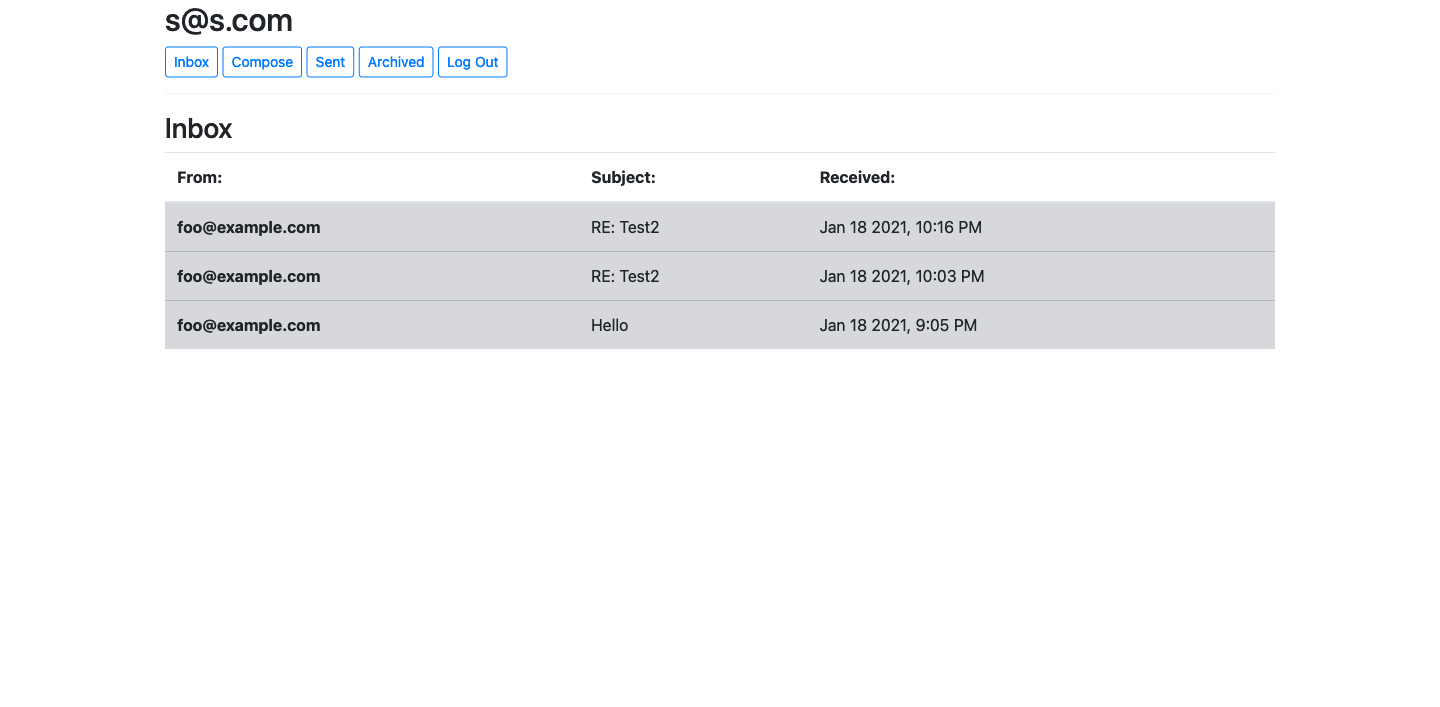 s@s.com
Inbox Compose Sent Archived Log Out
Inbox
From: Subject: Received:
foo@example.com RE: Test2 Jan 18 2021, 10:16 PM
foo@example.com RE: Test2 Jan 18 2021, 10:03 PM
foo@example.com Hello Jan 18 2021, 9:05 PM